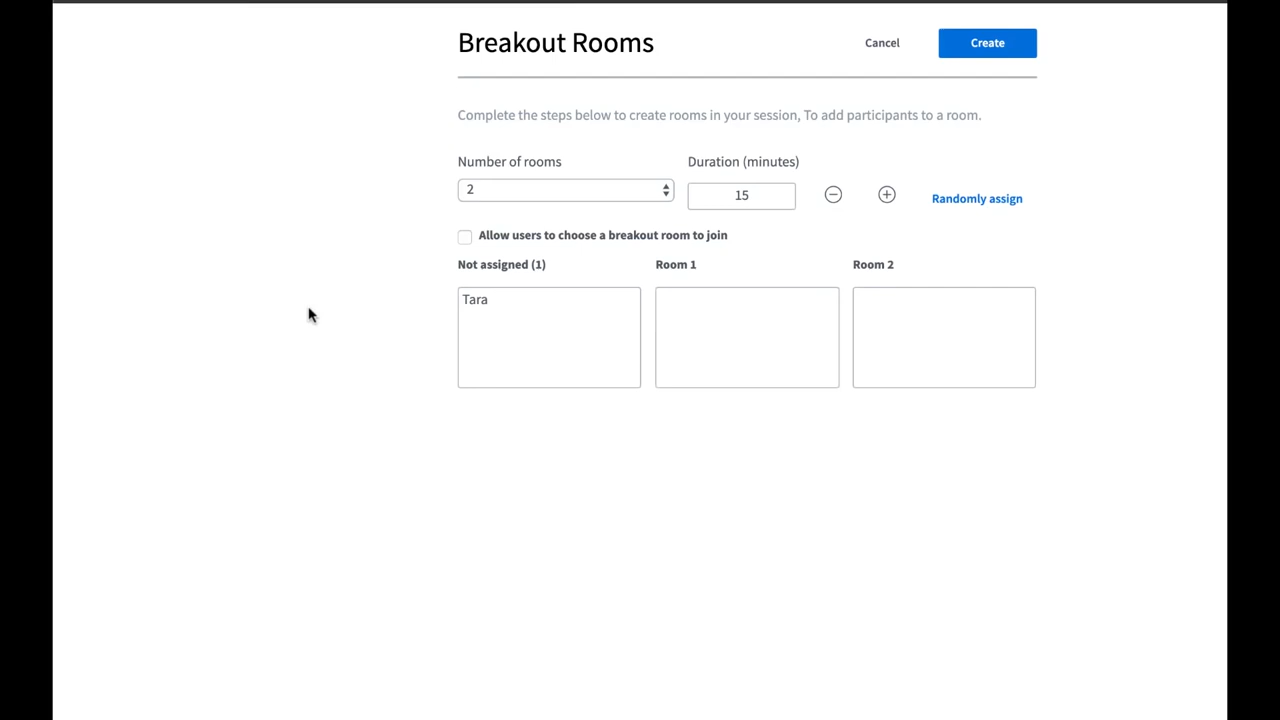 Breakout Rooms
Cancel
Create
Complete the steps below to create rooms in your session, To add participants to a room.
Number of rooms
Duration (minutes)
2
15
Randomly assign
Allow users to choose a breakout room to join
Not assigned (1)
Room 1
Room 2
Tara